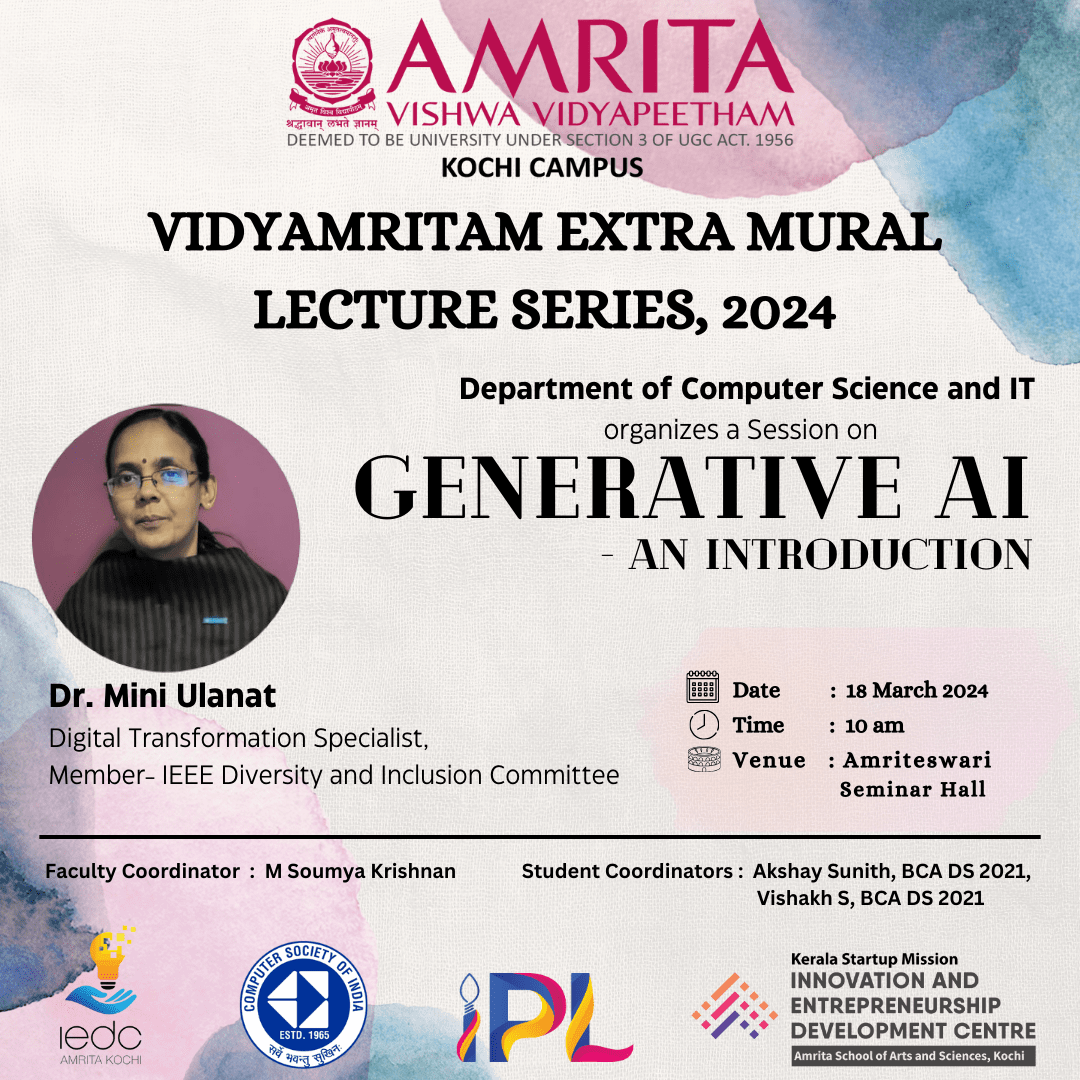 AMRITA
VISHWA VIDYAPEETHAM
श्रद्धावान् लभते ज्ञानम्
DEEMED TO BE UNIVERSITY UNDER SECTION 3 OF UGC ACT. 1956
KOCHI CAMPUS
VIDYAMRITAM EXTRA MURAL
LECTURE SERIES, 2024
Department of Computer Science and IT
organizes a Session on
GENERATIVE AI
- AN INTRODUCTION
Dr. Mini Ulanat
Digital Transformation Specialist,
Member- IEEE Diversity and Inclusion Committee
Date : 18 March 2024
Time : 10 am
Venue : Amriteswari
Seminar Hall
Faculty Coordinator : M Soumya Krishnan
Student Coordinators : Akshay Sunith, BCA DS 2021,
Vishakh S, BCA DS 2021
iedc
AMRITA KOCHI
COMPUTER SOCIETY OF INDIA
ESTD. 1965
सर्वे भवन्तु सुखिनः
iPL
Kerala Startup Mission
INNOVATION AND
ENTREPRENEURSHIP
DEVELOPMENT CENTRE
Amrita School of Arts and Sciences, Kochi